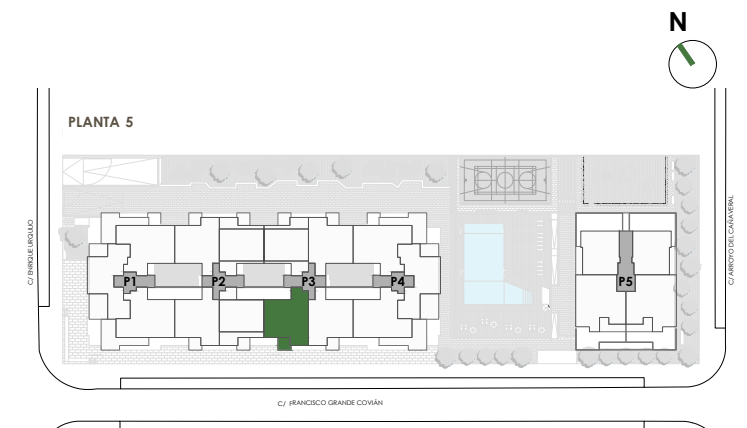 N
PLANTA 5
C/ ENRIQUE URQUIJO
C/ ARROYO DEL CAÑAVERAL
P1
P2
P3
P4
P5
C/ FRANCISCO GRANDE COVIÁN